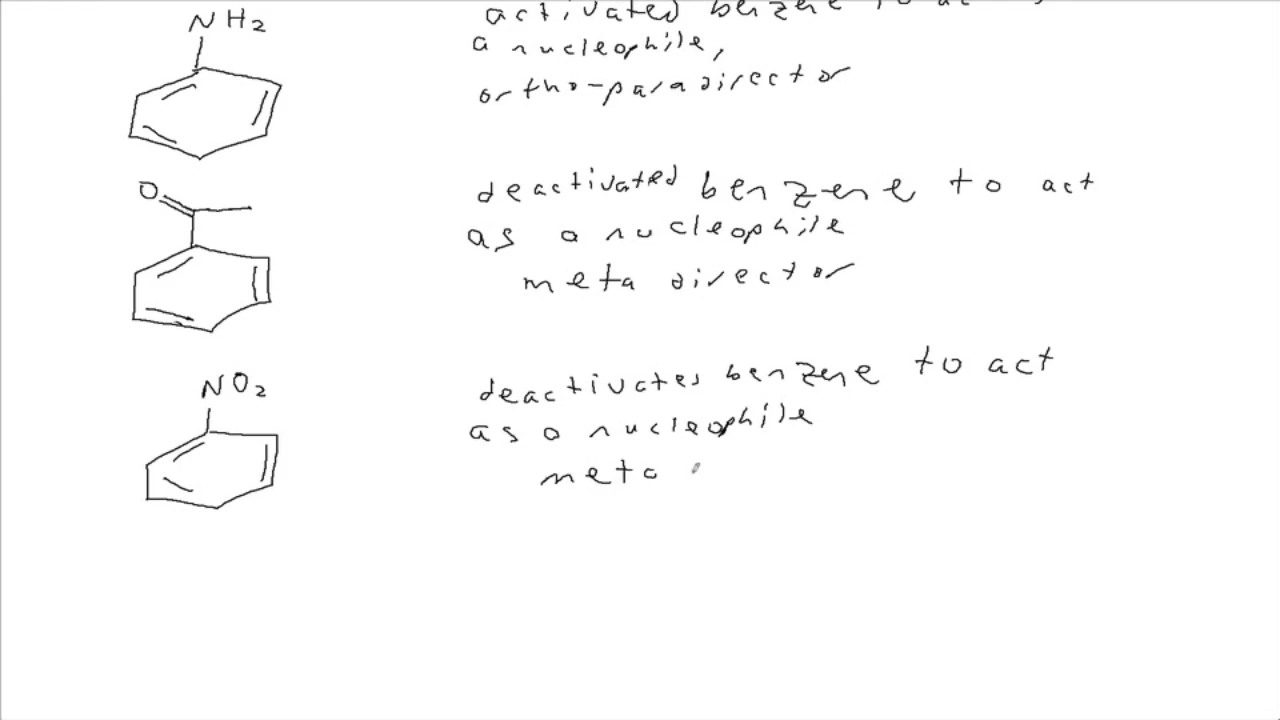 NH2
activated benzene to
a nucleophile,
ortho-para director
O
deactivated benzene to act
as a nucleophile
meta director
NO2
deactivates benzene to act
as a nucleophile
meta